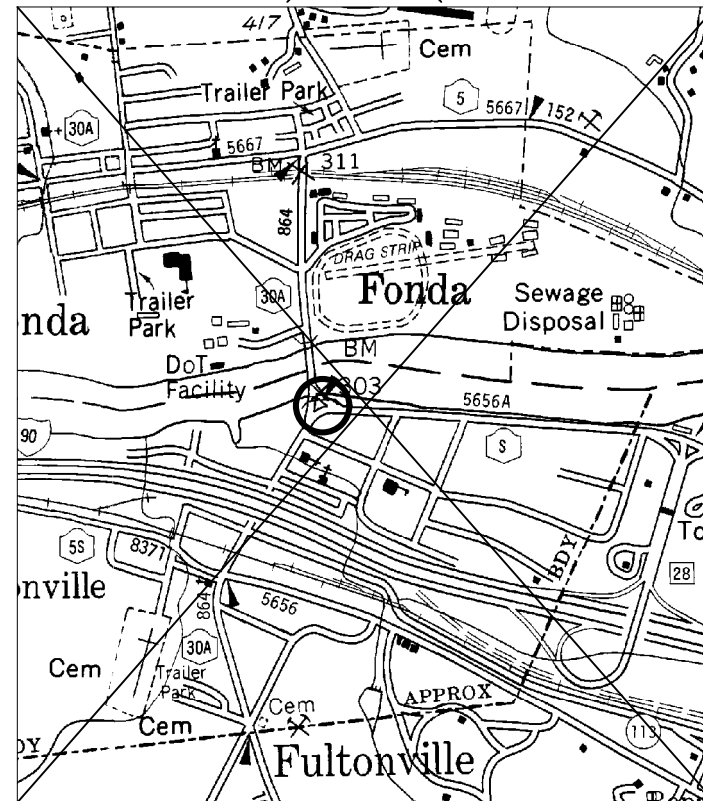 417
Cem
Trailer Park
5
5667
152
30A
5667
BM
311
864
DRAG STRIP
30A
Fonda
Sewage
Disposal
Trailer
Park
nda
BM
DoT
Facility
303
5656A
90
S
5S
8371
BDY
28
nville
864
5656
30A
Cem
Trailer
Park
Cem
APPROX
Cem
113
Fultonville